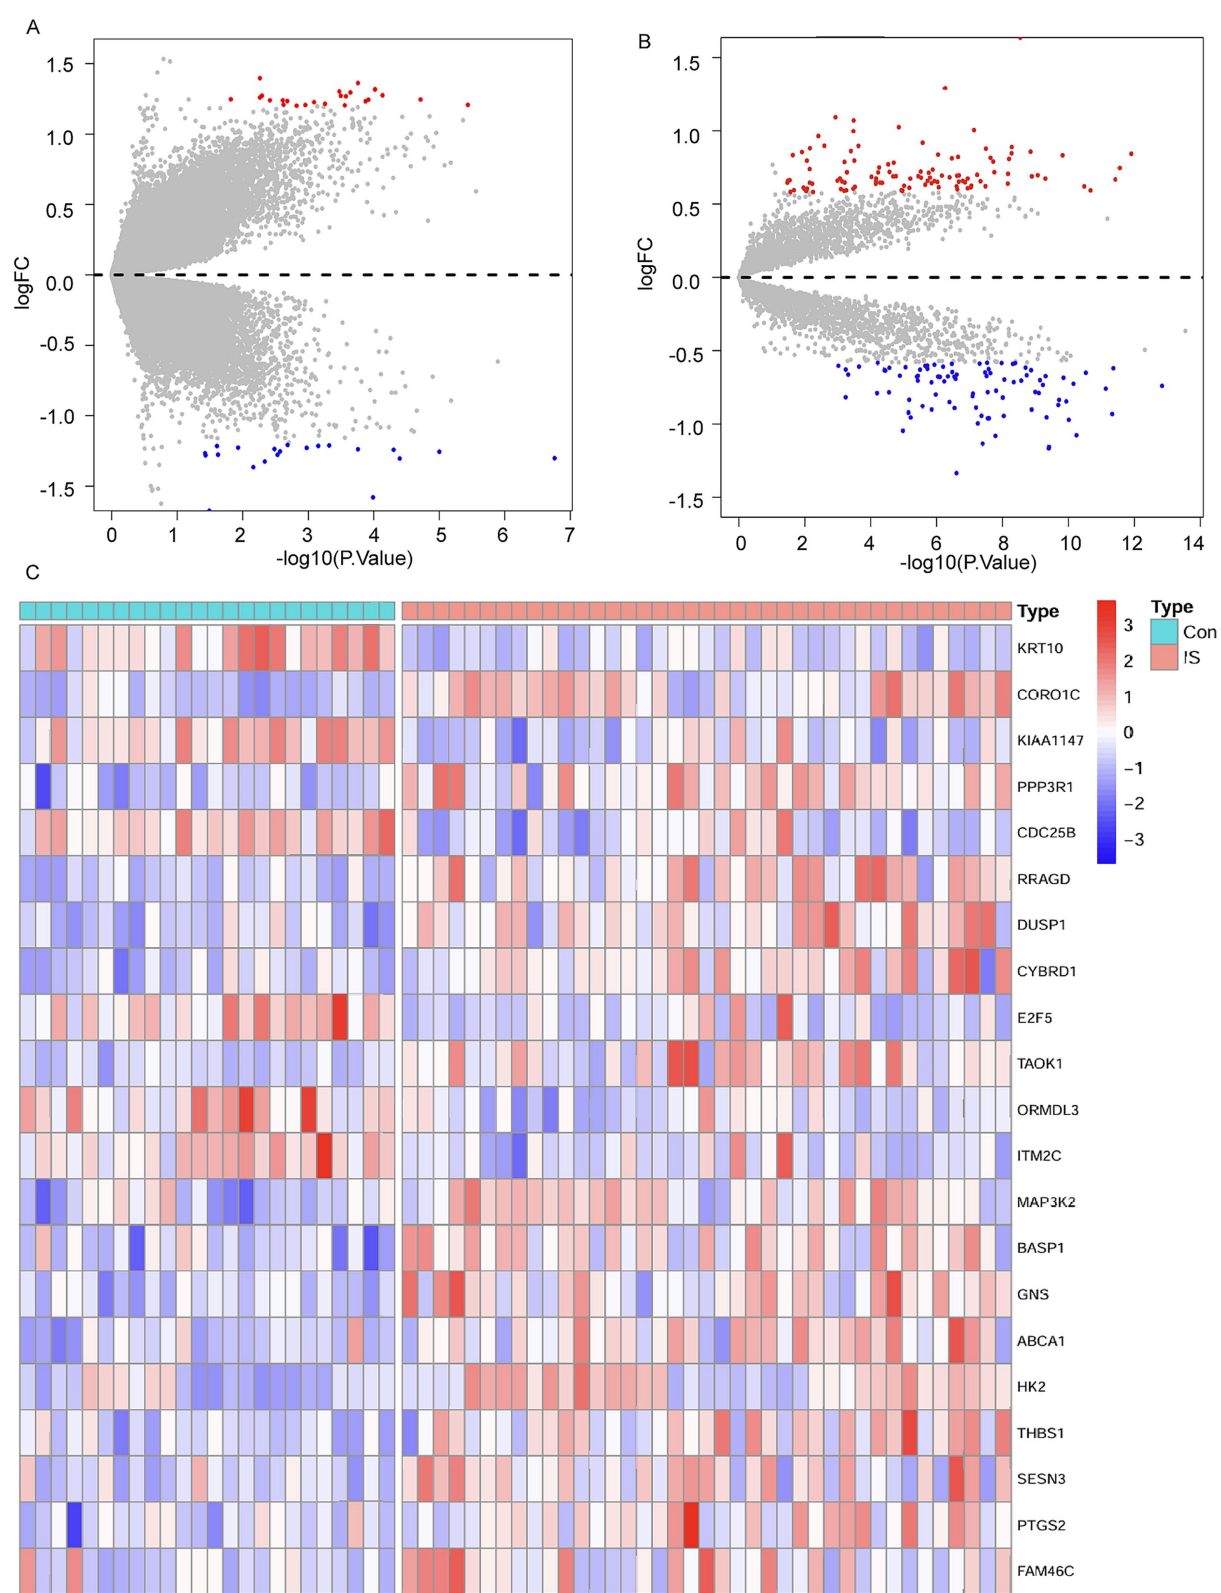 A
B
1.5
1.0
0.5
0.0
-0.5
-1.0
-1.5
logFC
0 1 2 3 4 5 6 7
-log10(P.Value)
1.5
1.0
0.5
0.0
-0.5
-1.0
-1.5
logFC
0 2 4 6 8 10 12 14
-log10(P.Value)
C
Type
KRT10
CORO1C
KIAA1147
PPP3R1
CDC25B
RRAGD
DUSP1
CYBRD1
E2F5
TAOK1
ORMDL3
ITM2C
MAP3K2
BASP1
GNS
ABCA1
HK2
THBS1
SESN3
PTGS2
FAM46C
3
2
1
0
−1
−2
−3
Type
Con
IS